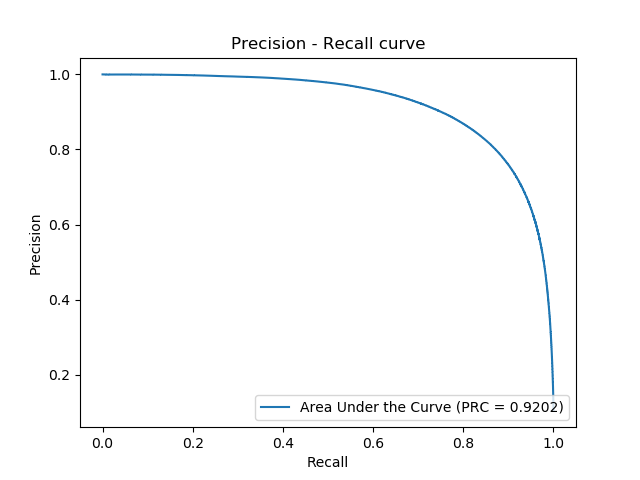 Precision - Recall curve
1.0
0.8
0.6
0.4
0.2
Precision
Area Under the Curve (PRC = 0.9202)
0.0 0.2 0.4 0.6 0.8 1.0
Recall